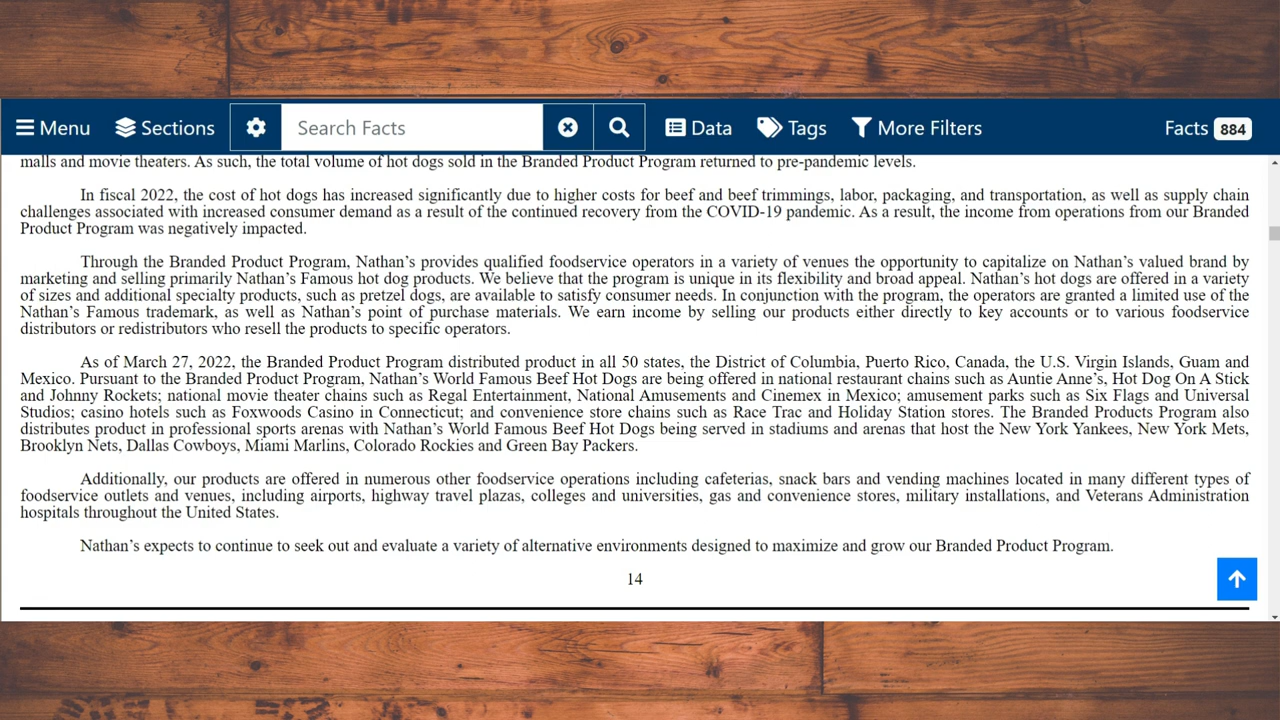 Menu Sections Search Facts Data Tags More Filters Facts 884
malls and movie theaters. As such, the total volume of hot dogs sold in the Branded Product Program returned to pre-pandemic levels.
In fiscal 2022, the cost of hot dogs has increased significantly due to higher costs for beef and beef trimmings, labor, packaging, and transportation, as well as supply chain
challenges associated with increased consumer demand as a result of the continued recovery from the COVID-19 pandemic. As a result, the income from operations from our Branded
Product Program was negatively impacted.
Through the Branded Product Program, Nathan’s provides qualified foodservice operators in a variety of venues the opportunity to capitalize on Nathan’s valued brand by
marketing and selling primarily Nathan’s Famous hot dog products. We believe that the program is unique in its flexibility and broad appeal. Nathan’s hot dogs are offered in a variety
of sizes and additional specialty products, such as pretzel dogs, are available to satisfy consumer needs. In conjunction with the program, the operators are granted a limited use of the
Nathan’s Famous trademark, as well as Nathan’s point of purchase materials. We earn income by selling our products either directly to key accounts or to various foodservice
distributors or redistributors who resell the products to specific operators.
As of March 27, 2022, the Branded Product Program distributed product in all 50 states, the District of Columbia, Puerto Rico, Canada, the U.S. Virgin Islands, Guam and
Mexico. Pursuant to the Branded Product Program, Nathan’s World Famous Beef Hot Dogs are being offered in national restaurant chains such as Auntie Anne’s, Hot Dog On A Stick
and Johnny Rockets; national movie theater chains such as Regal Entertainment, National Amusements and Cinemex in Mexico; amusement parks such as Six Flags and Universal
Studios; casino hotels such as Foxwoods Casino in Connecticut; and convenience store chains such as Race Trac and Holiday Station stores. The Branded Products Program also
distributes product in professional sports arenas with Nathan’s World Famous Beef Hot Dogs being served in stadiums and arenas that host the New York Yankees, New York Mets,
Brooklyn Nets, Dallas Cowboys, Miami Marlins, Colorado Rockies and Green Bay Packers.
Additionally, our products are offered in numerous other foodservice operations including cafeterias, snack bars and vending machines located in many different types of
foodservice outlets and venues, including airports, highway travel plazas, colleges and universities, gas and convenience stores, military installations, and Veterans Administration
hospitals throughout the United States.
Nathan’s expects to continue to seek out and evaluate a variety of alternative environments designed to maximize and grow our Branded Product Program.
14